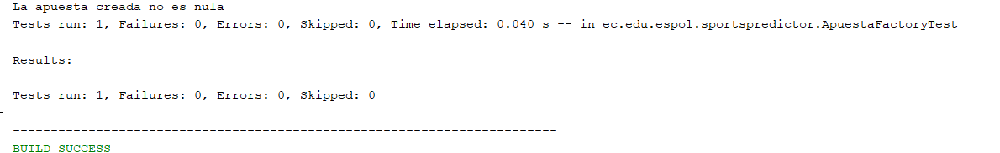 La apuesta creada no es nula
Tests run: 1, Failures: 0, Errors: 0, Skipped: 0, Time elapsed: 0.040 s -- in ec.edu.espol.sportspredictor.ApuestaFactoryTest
Results:
Tests run: 1, Failures: 0, Errors: 0, Skipped: 0
------------------------------------------------------------------------
BUILD SUCCESS